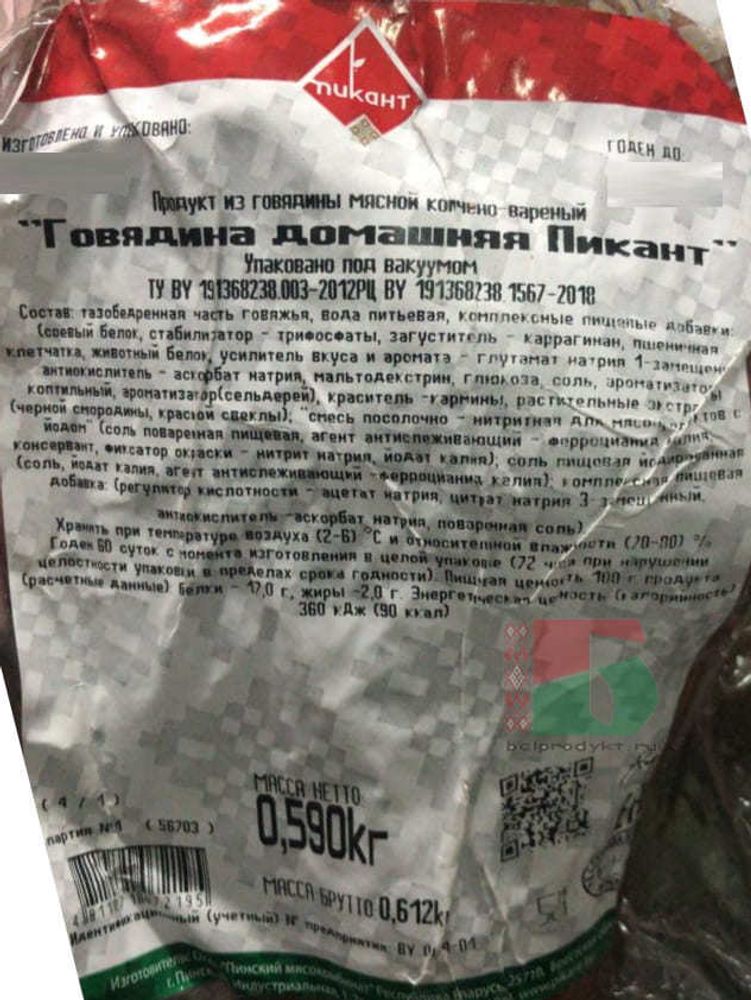 пикант
ИЗГОТОВЛЕНО И УПАКОВАНО:
ГОДЕН ДО:
Продукт из говядины мясной копчено-вареный
"Говядина домашняя Пикант"
Упаковано под вакуумом
ТУ BY 191368238.003-2012РЦ BY 191368238.1567-2018
Состав: тазобедренная часть говяжья, вода питьевая, комплексные пищевые добавки:
(соевый белок, стабилизатор - трифосфаты, загуститель - каррагинан, пшеничная
клетчатка, животный белок, усилитель вкуса и аромата - глутамат натрия 1-замещен
антиокислитель - аскорбат натрия, мальтодекстрин, глюкоза, соль, ароматизаторы
коптильный, ароматизатор(сельдерей), краситель -кармины, растительные
(черной смородины, красной свеклы); "смесь посолочно - нитритная для
йодом" (соль поваренная пищевая, агент антислеживающий - ферроцианид калия,
консервант, фиксатор окраски - нитрит натрия, йодат калия); соль пищевая йодированная
(соль, йодат калия, агент антислеживающий -ферроцианид калия); комплексная пищевая
добавка: (регулятор кислотности - ацетат натрия, цитрат натрия 3-замещенный,
антиокислитель -аскорбат натрия, поваренная соль)
Хранить при температуре воздуха (2-6) °С и относительной влажности (70-80) %
Годен 60 суток с момента изготовления в целой упаковке (72 часа при нарушении
целостности упаковки в пределах срока годности). Пищевая ценность 100 г продукта
(расчетные данные) белки - 17,0 г, жиры -2,0 г. Энергетическая ценность (калорийность)
360 кДж (90 ккал)
Б
belprodykt.ru
(4/1)
партия №4 (56703)
МАССА НЕТТО
0,590кг
МАССА БРУТТО 0,612кг
Идентификационный (учетный) № предприятия BY
Изготовитель: "Пинский мясокомбинат" Республика Беларусь,
г.Пинск Индустриальная